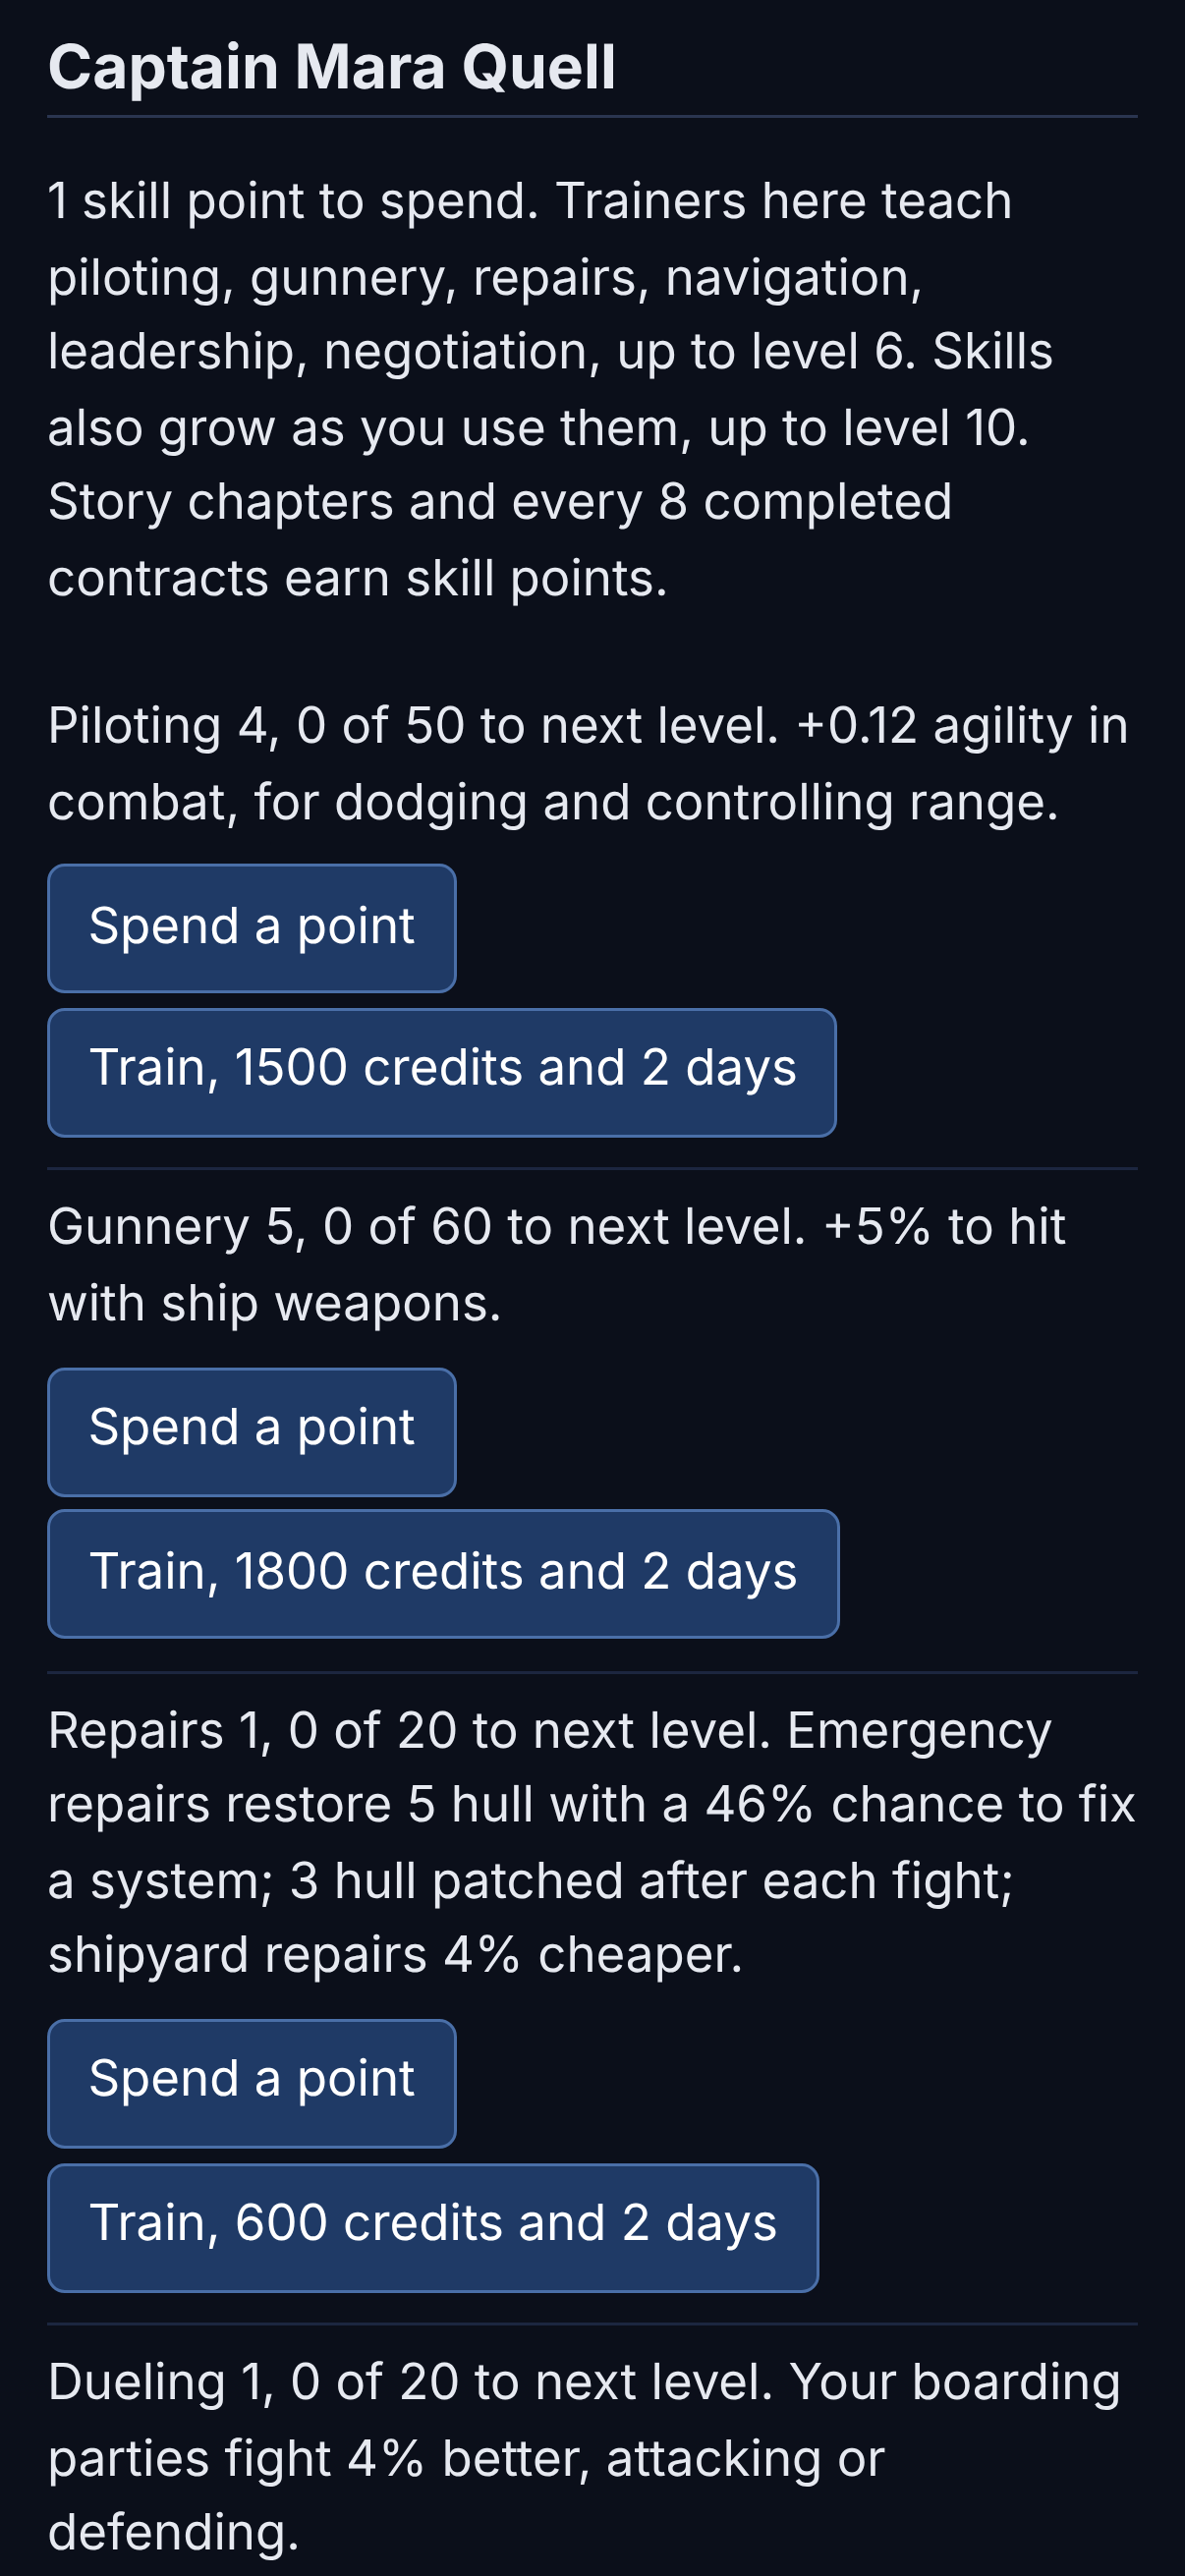 Captain Mara Quell
1 skill point to spend. Trainers here teach
piloting, gunnery, repairs, navigation,
leadership, negotiation, up to level 6. Skills
also grow as you use them, up to level 10.
Story chapters and every 8 completed
contracts earn skill points.
Piloting 4, 0 of 50 to next level. +0.12 agility in
combat, for dodging and controlling range.
Spend a point
Train, 1500 credits and 2 days
Gunnery 5, 0 of 60 to next level. +5% to hit
with ship weapons.
Spend a point
Train, 1800 credits and 2 days
Repairs 1, 0 of 20 to next level. Emergency
repairs restore 5 hull with a 46% chance to fix
a system; 3 hull patched after each fight;
shipyard repairs 4% cheaper.
Spend a point
Train, 600 credits and 2 days
Dueling 1, 0 of 20 to next level. Your boarding
parties fight 4% better, attacking or
defending.